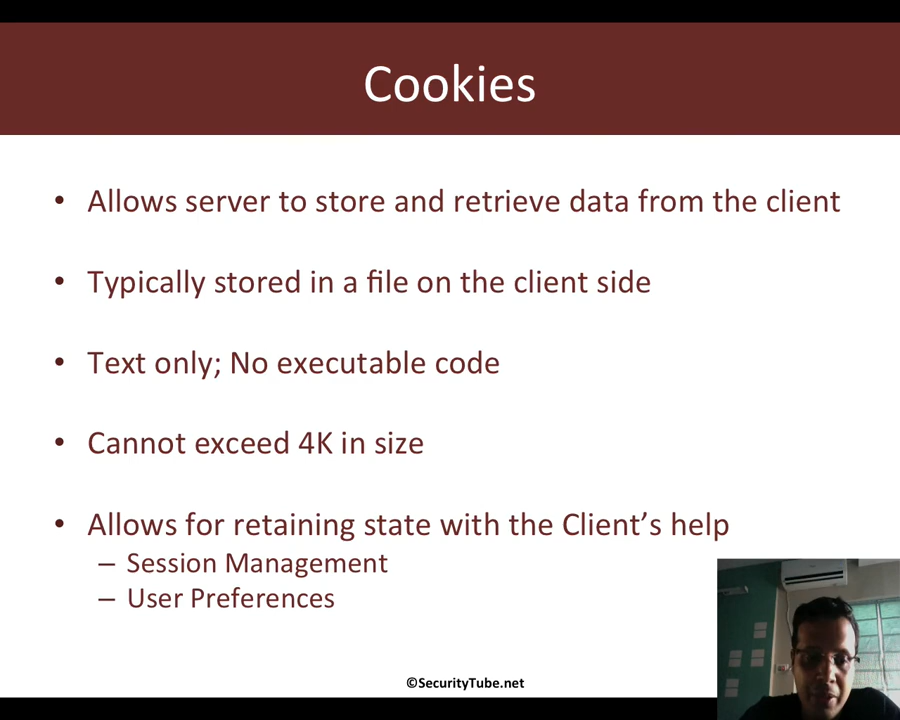 Cookies
• Allows server to store and retrieve data from the client
• Typically stored in a file on the client side
• Text only; No executable code
• Cannot exceed 4K in size
• Allows for retaining state with the Client’s help
– Session Management
– User Preferences
©SecurityTube.net